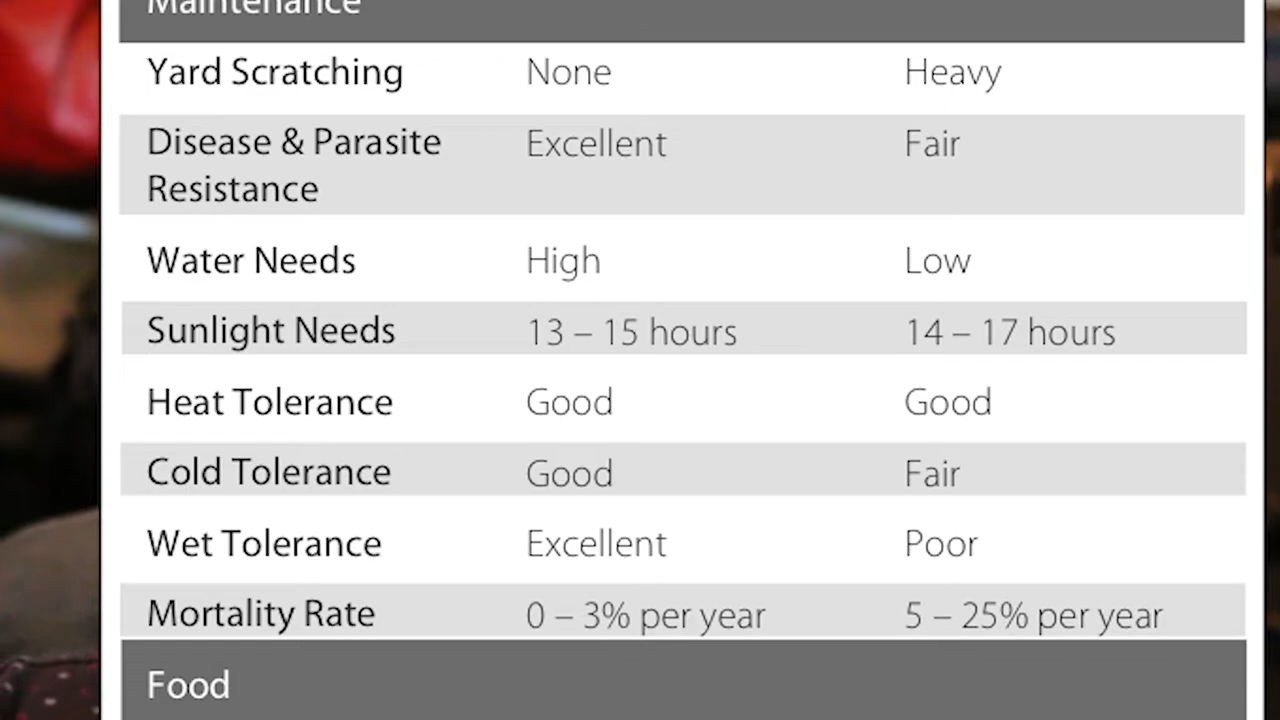 Maintenance
Yard Scratching None Heavy
Disease & Parasite Excellent Fair
Resistance
Water Needs High Low
Sunlight Needs 13 – 15 hours 14 – 17 hours
Heat Tolerance Good Good
Cold Tolerance Good Fair
Wet Tolerance Excellent Poor
Mortality Rate 0 – 3% per year 5 – 25% per year
Food